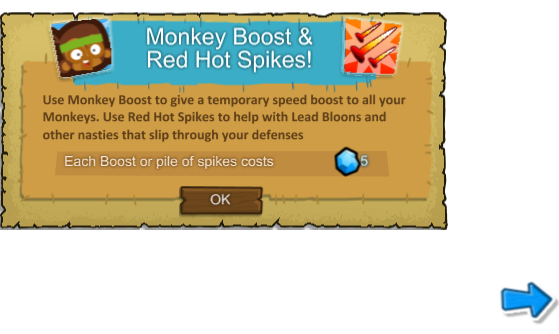 Monkey Boost &
Red Hot Spikes!
Use Monkey Boost to give a temporary speed boost to all your
Monkeys. Use Red Hot Spikes to help with Lead Bloons and
other nasties that slip through your defenses
Each Boost or pile of spikes costs 5
OK